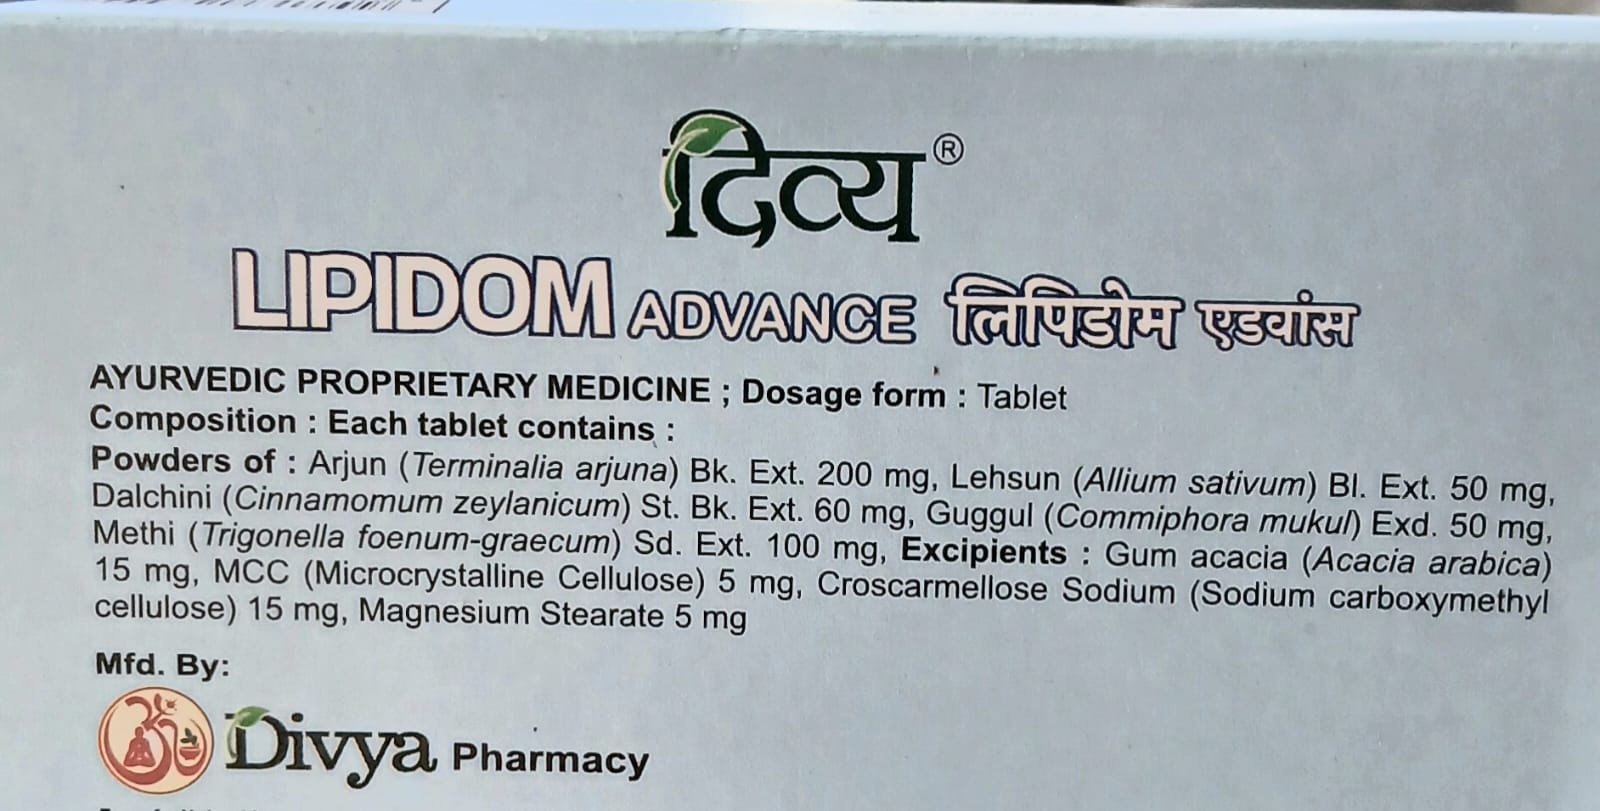 दिव्य®
LIPIDOM ADVANCE लिपिडोम एडवांस
AYURVEDIC PROPRIETARY MEDICINE ; Dosage form : Tablet
Composition : Each tablet contains :
Powders of : Arjun (Terminalia arjuna) Bk. Ext. 200 mg, Lehsun (Allium sativum) Bl. Ext. 50 mg,
Dalchini (Cinnamomum zeylanicum) St. Bk. Ext. 60 mg, Guggul (Commiphora mukul) Exd. 50 mg,
Methi (Trigonella foenum-graecum) Sd. Ext. 100 mg, Excipients : Gum acacia (Acacia arabica)
15 mg, MCC (Microcrystalline Cellulose) 5 mg, Croscarmellose Sodium (Sodium carboxymethyl
cellulose) 15 mg, Magnesium Stearate 5 mg
Mfd. By:
Divya Pharmacy